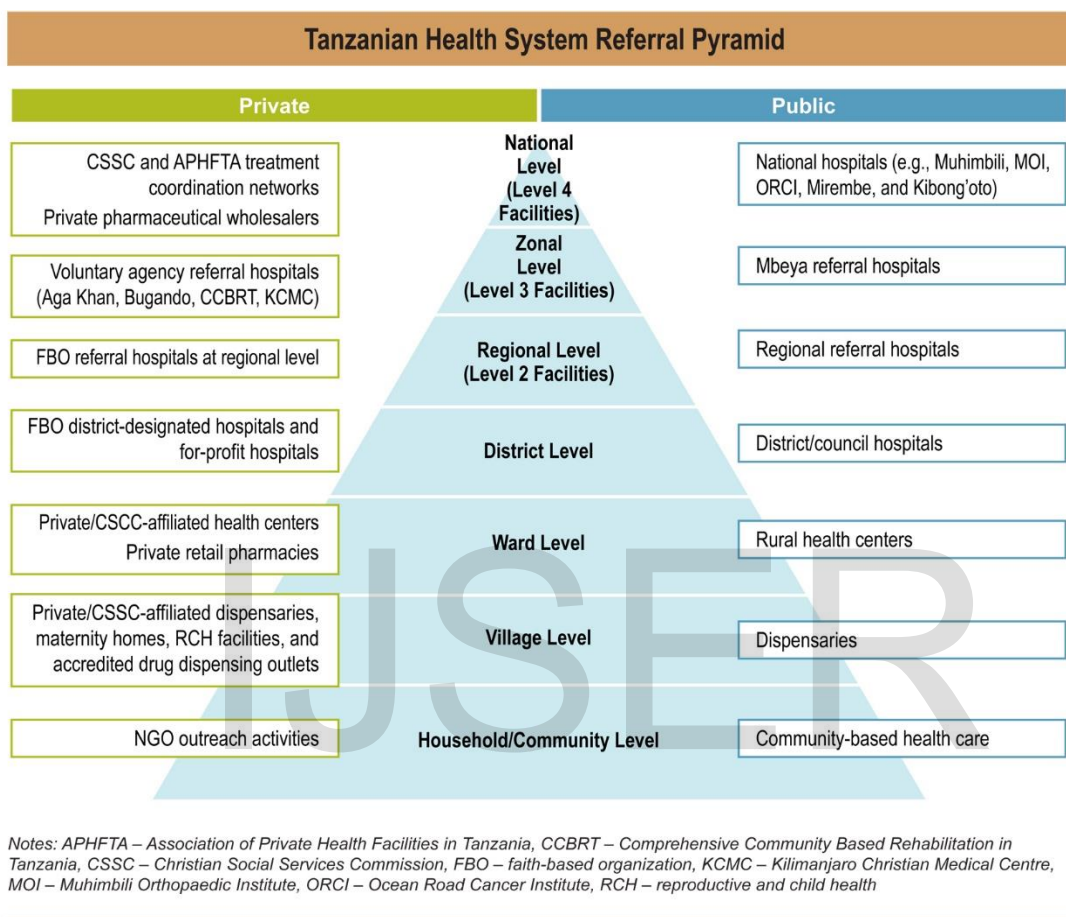 Tanzanian Health System Referral Pyramid
Private
Public
CSSC and APHFTA treatment
coordination networks
Private pharmaceutical wholesalers
National
Level
(Level 4
Facilities)
National hospitals (e.g., Muhimbili, MOI,
ORCI, Mirembe, and Kibong'oto)
Voluntary agency referral hospitals
(Aga Khan, Bugando, CCBRT, KCMC)
Zonal
Level
(Level 3 Facilities)
Mbeya referral hospitals
FBO referral hospitals at regional level
Regional Level
(Level 2 Facilities)
Regional referral hospitals
FBO district-designated hospitals and
for-profit hospitals
District Level
District/council hospitals
Private/CSCC-affiliated health centers
Private retail pharmacies
Ward Level
Rural health centers
Private/CSSC-affiliated dispensaries,
maternity homes, RCH facilities, and
accredited drug dispensing outlets
Village Level
Dispensaries
NGO outreach activities
Household/Community Level
Community-based health care
IJSER
Notes: APHFTA – Association of Private Health Facilities in Tanzania, CCBRT – Comprehensive Community Based Rehabilitation in
Tanzania, CSSC – Christian Social Services Commission, FBO – faith-based organization, KCMC – Kilimanjaro Christian Medical Centre,
MOI – Muhimbili Orthopaedic Institute, ORCI – Ocean Road Cancer Institute, RCH – reproductive and child health